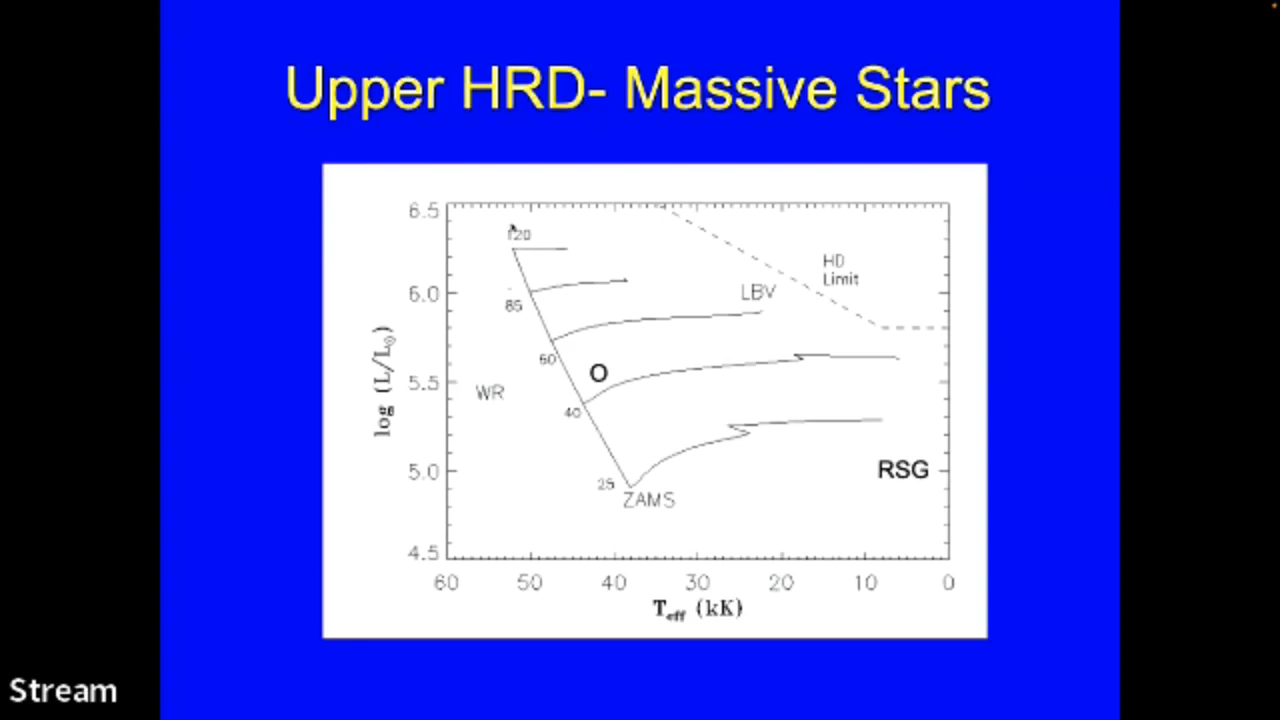 Upper HRD- Massive Stars
6.5
120
HD
Limit
6.0
LBV
85
60
O
5.5
WR
40
log (L/L☉)
5.0
RSG
25
ZAMS
4.5
60 50 40 30 20 10 0
Teff (kK)
Stream